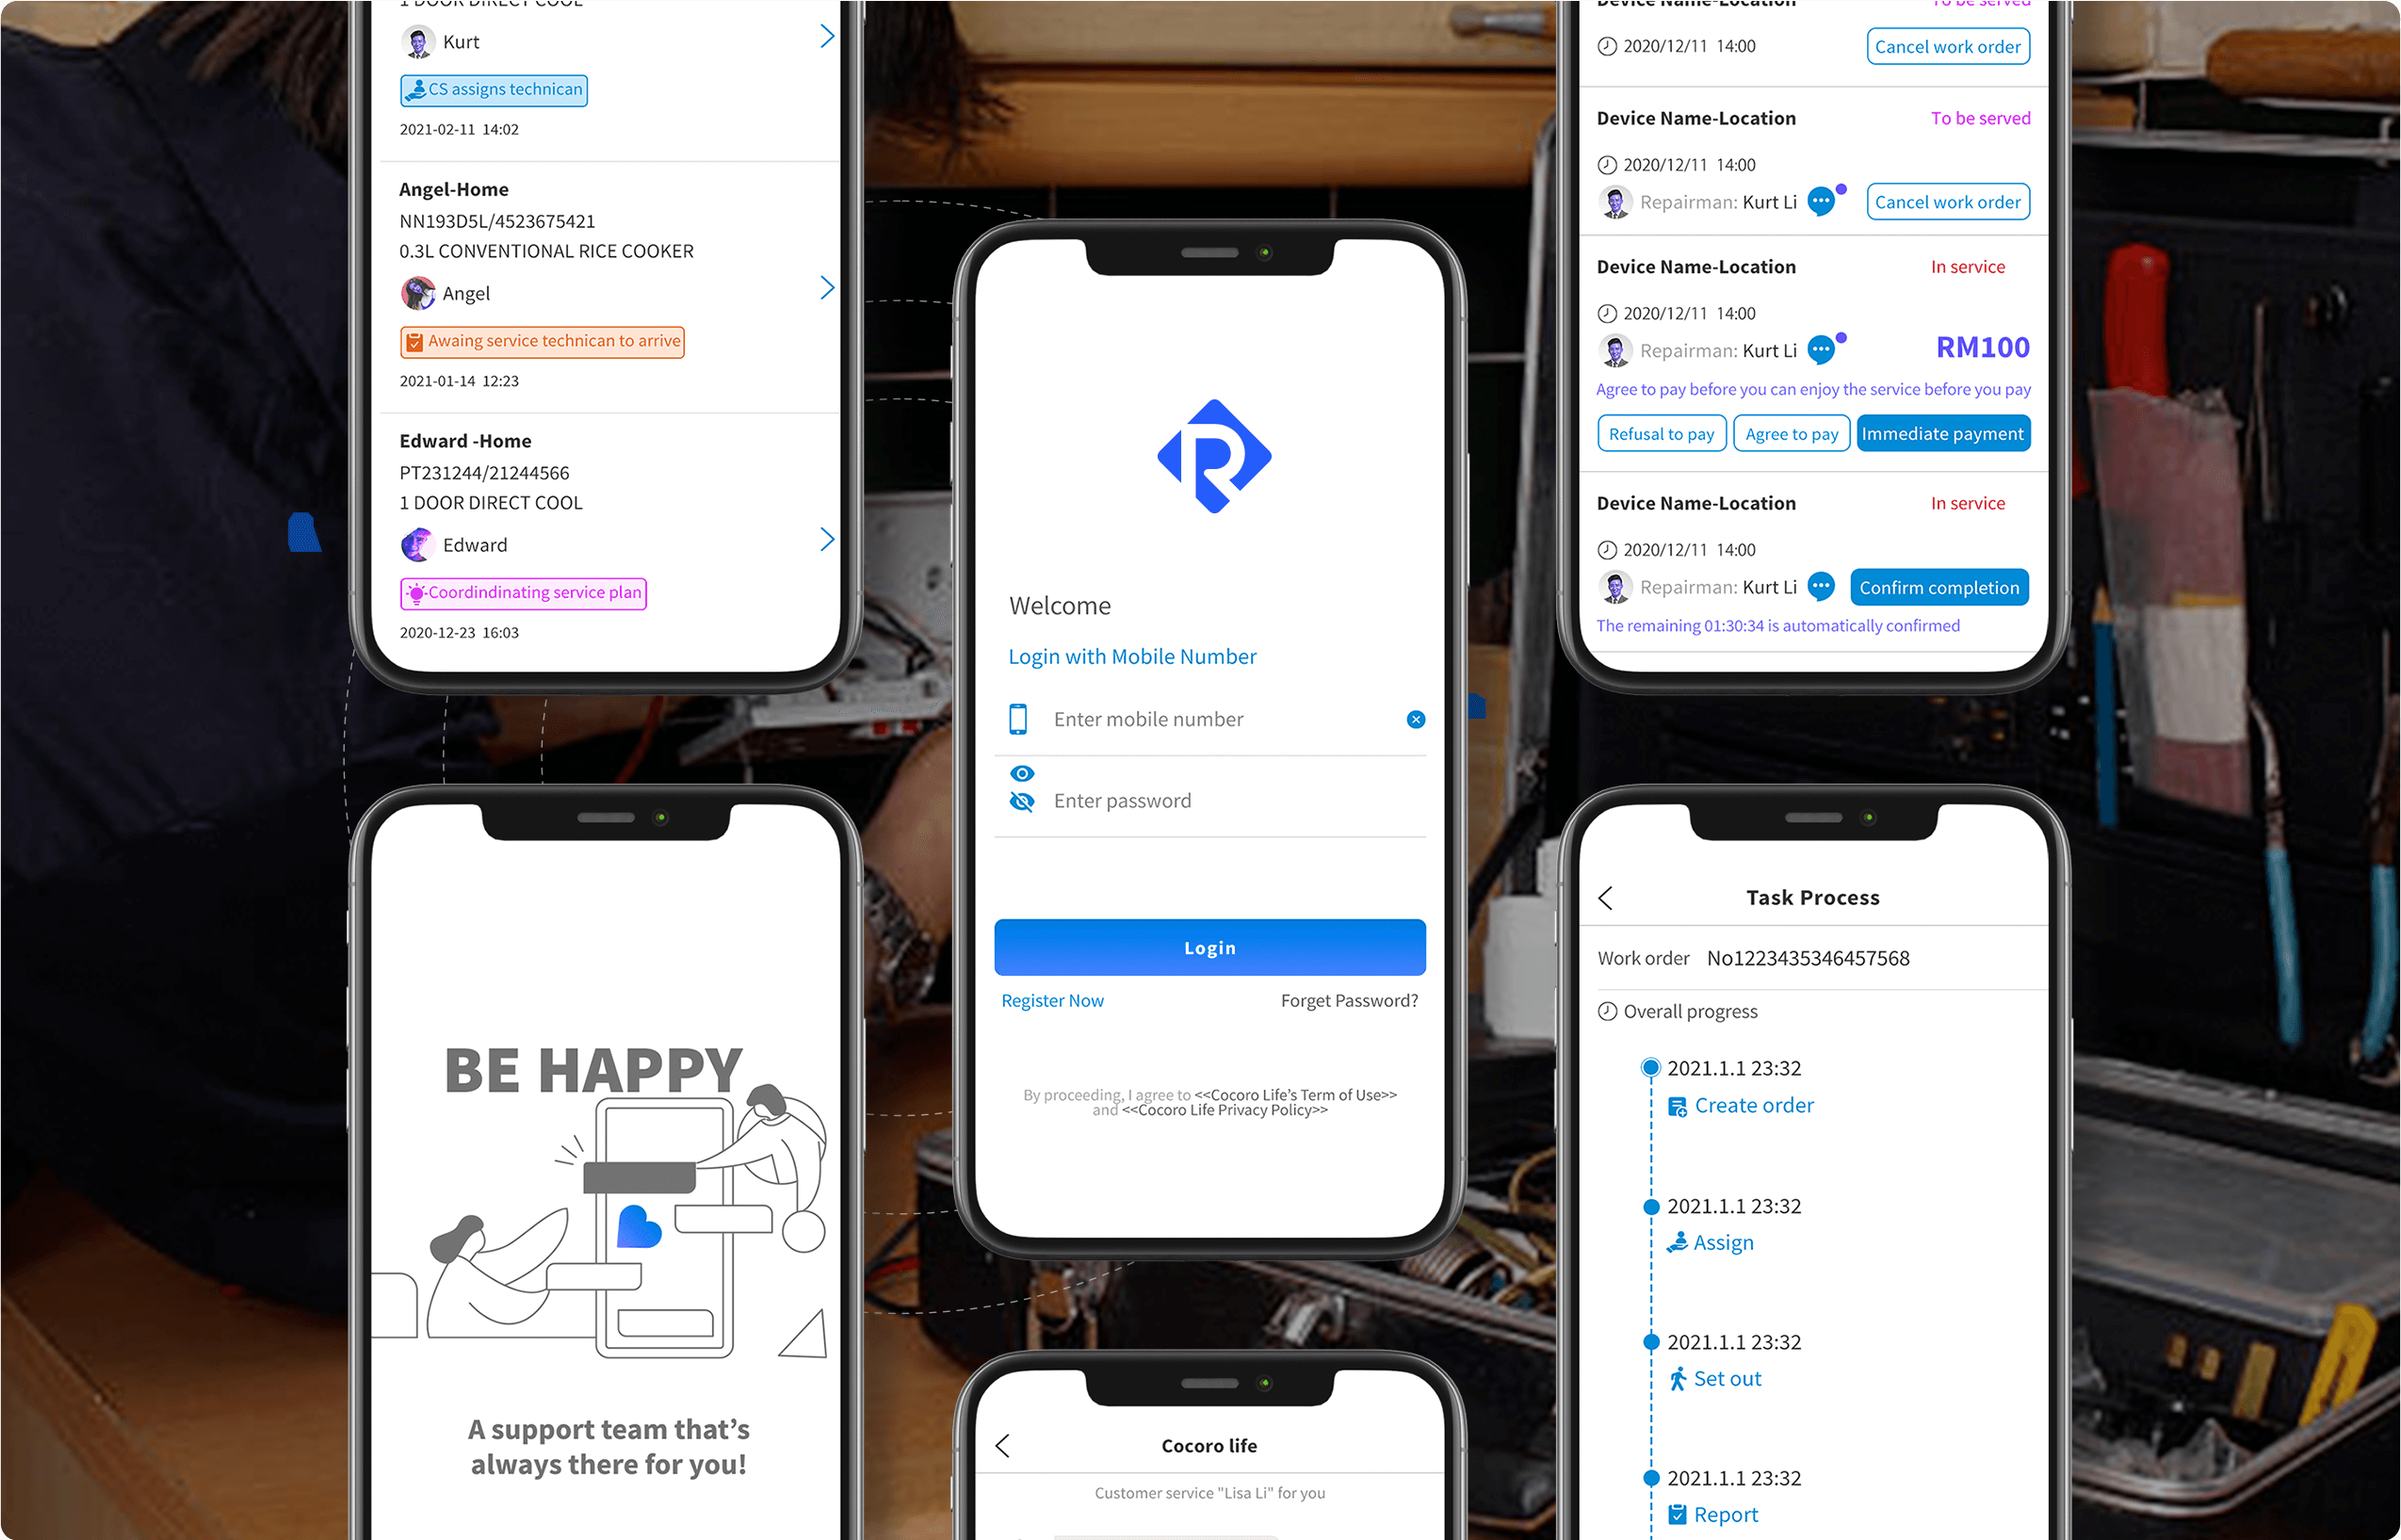 1 DOOR DIRECT COOL
Kurt
CS assigns technican
2021-02-11 14:02
Angel-Home
NN193D5L/4523675421
0.3L CONVENTIONAL RICE COOKER
Angel
Awaing service technican to arrive
2021-01-14 12:23
Edward -Home
PT231244/21244566
1 DOOR DIRECT COOL
Edward
Coordindinating service plan
2020-12-23 16:03
BE HAPPY
A support team that's
always there for you!
Welcome
Login with Mobile Number
Enter mobile number
Enter password
Login
Register Now
Forget Password?
By proceeding, I agree to <<Cocoro Life's Term of Use>>
and <<Cocoro Life Privacy Policy>>
Cocoro life
Customer service "Lisa Li" for you
Device Name-Location
To be served
2020/12/11 14:00
Cancel work order
Device Name-Location
To be served
2020/12/11 14:00
Repairman: Kurt Li
Cancel work order
Device Name-Location
In service
2020/12/11 14:00
Repairman: Kurt Li
RM100
Agree to pay before you can enjoy the service before you pay
Refusal to pay
Agree to pay
Immediate payment
Device Name-Location
In service
2020/12/11 14:00
Repairman: Kurt Li
Confirm completion
The remaining 01:30:34 is automatically confirmed
Task Process
Work order No1223435346457568
Overall progress
2021.1.1 23:32
Create order
2021.1.1 23:32
Assign
2021.1.1 23:32
Set out
2021.1.1 23:32
Report